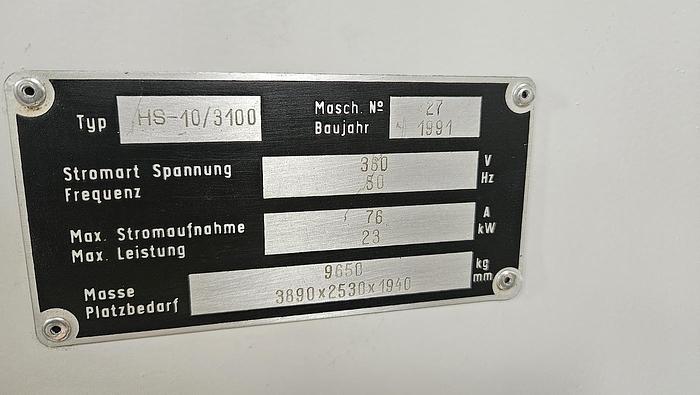 Typ HS-10/3100 Masch. Nº 27
Baujahr 1991
Stromart Spannung 380 V
Frequenz 50 Hz
Max. Stromaufnahme 76 A
Max. Leistung 23 kW
Masse 9650 kg
Platzbedarf 3890x2530x1940 mm